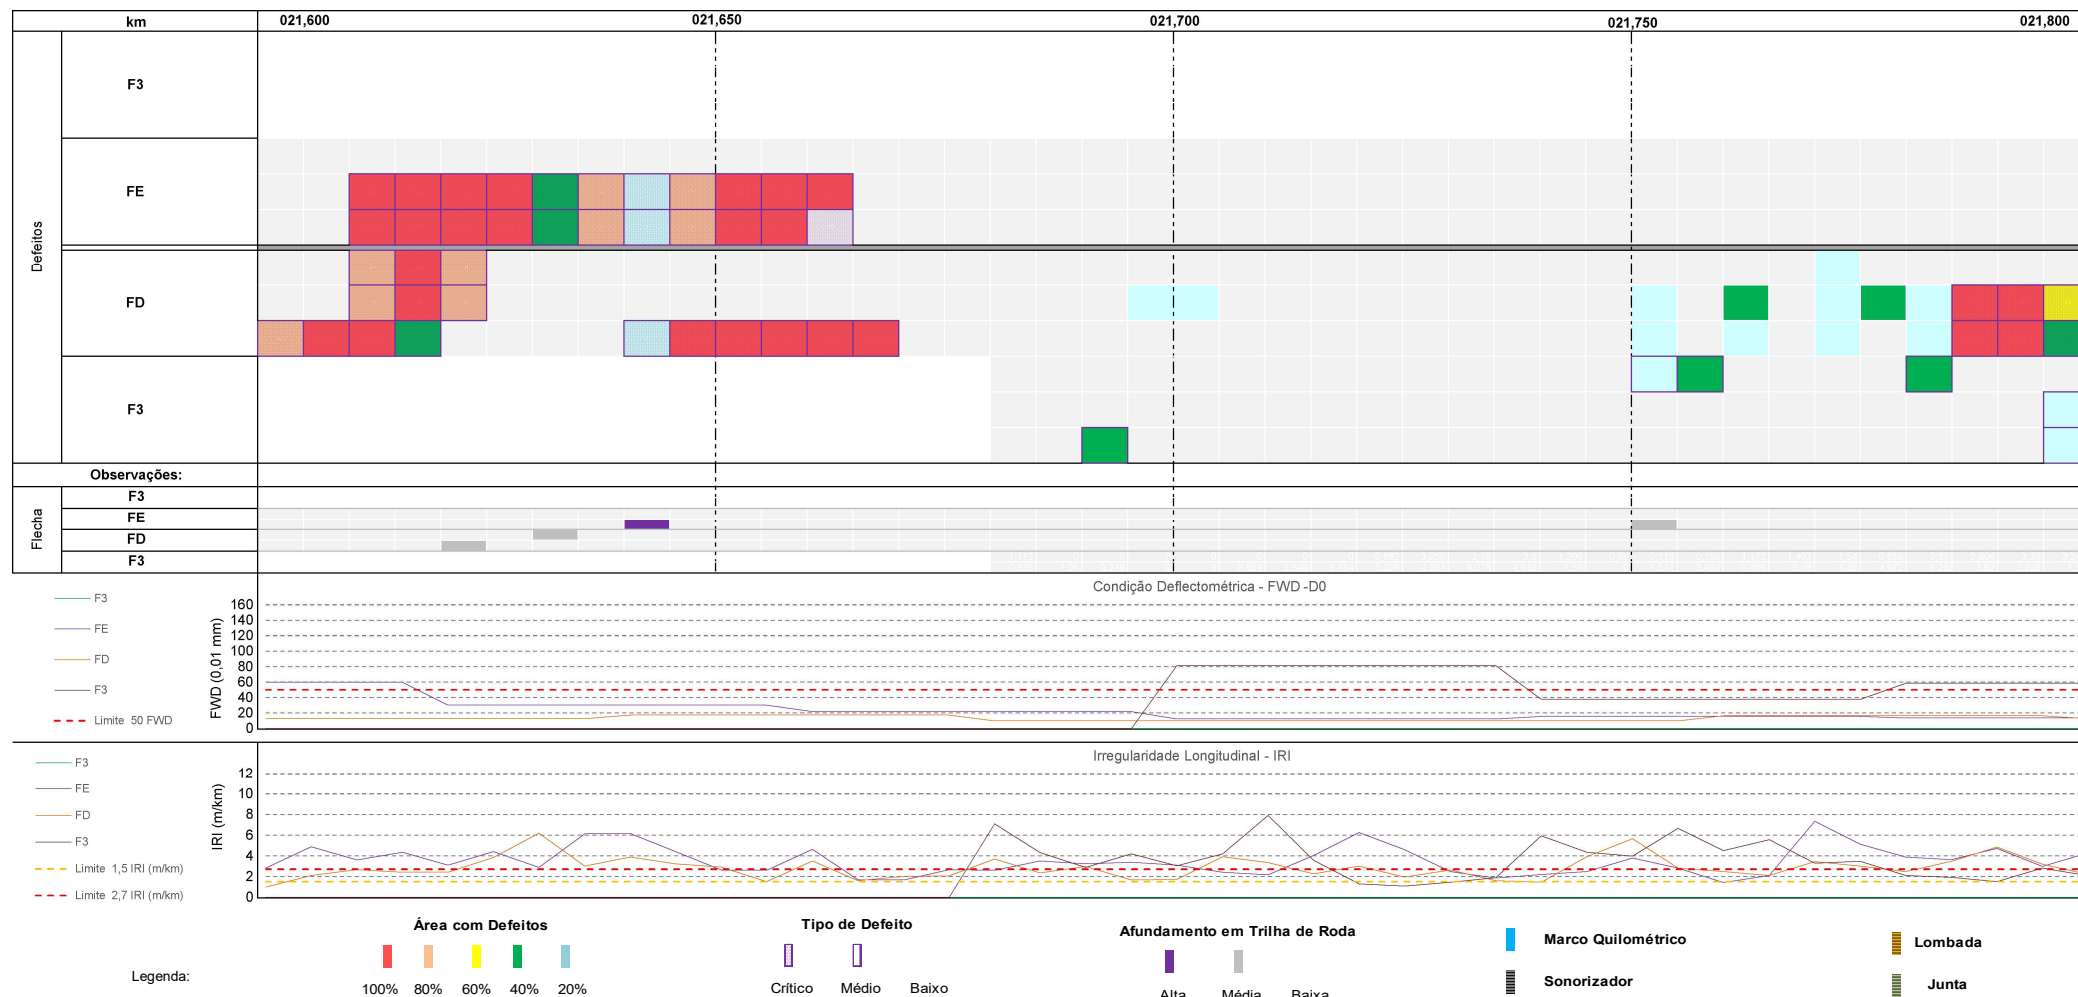 km 021,600 021,650 021,700 021,750 021,800
Defeitos
F3
FE
FD
F3
Observações:
Flecha
F3
FE
FD
F3
Condição Deflectométrica - FWD -D0
F3
FE
FD
F3
Limite 50 FWD
FWD (0,01 mm)
160
140
120
100
80
60
40
20
0
Irregularidade Longitudinal - IRI
F3
FE
FD
F3
Limite 1,5 IRI (m/km)
Limite 2,7 IRI (m/km)
IRI (m/km)
12
10
8
6
4
2
0
Legenda:
Área com Defeitos
100% 80% 60% 40% 20%
Tipo de Defeito
Crítico Médio Baixo
Afundamento em Trilha de Roda
Alta Média Baixa
Marco Quilométrico
Sonorizador
Lombada
Junta